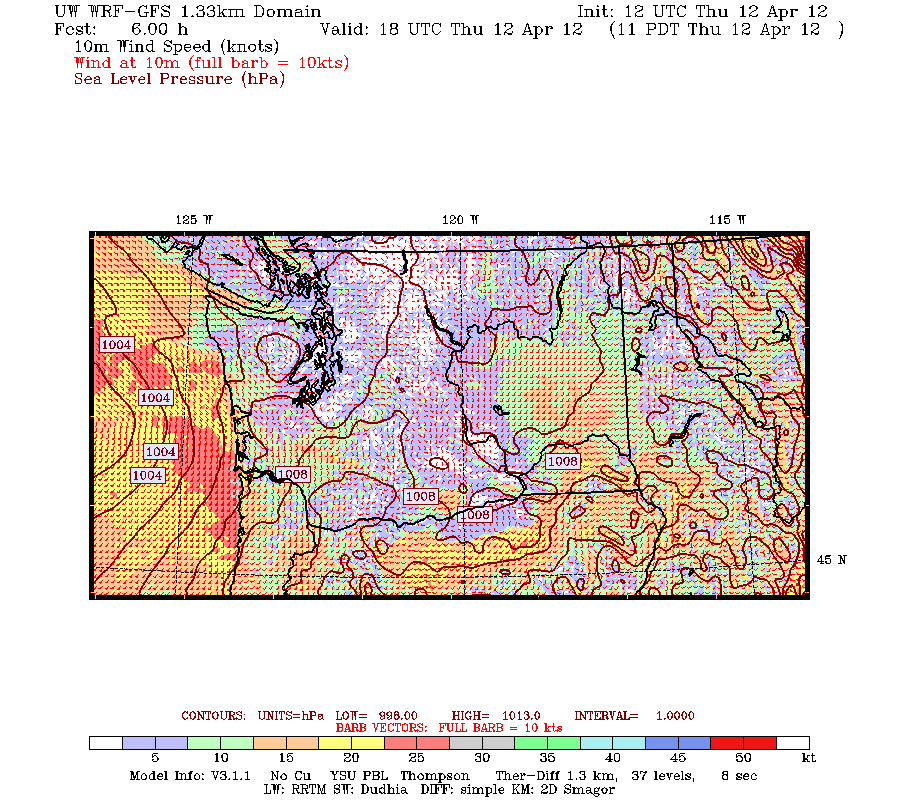 UW WRF-GFS 1.33km Domain Init: 12 UTC Thu 12 Apr 12
Fcst: 6.00 h Valid: 18 UTC Thu 12 Apr 12 (11 PDT Thu 12 Apr 12 )
10m Wind Speed (knots)
Wind at 10m (full barb = 10kts)
Sea Level Pressure (hPa)
125 W 120 W 115 W
1004
1004
1004
1008
1004
1008
1008
1008
45 N
CONTOURS: UNITS=hPa LOW= 998.00 HIGH= 1013.0 INTERVAL= 1.0000
BARB VECTORS: FULL BARB = 10 kts
5 10 15 20 25 30 35 40 45 50 kt
Model Info: V3.1.1 No Cu YSU PBL Thompson Ther-Diff 1.3 km, 37 levels, 8 sec
LW: RRTM SW: Dudhia DIFF: simple KM: 2D Smagor